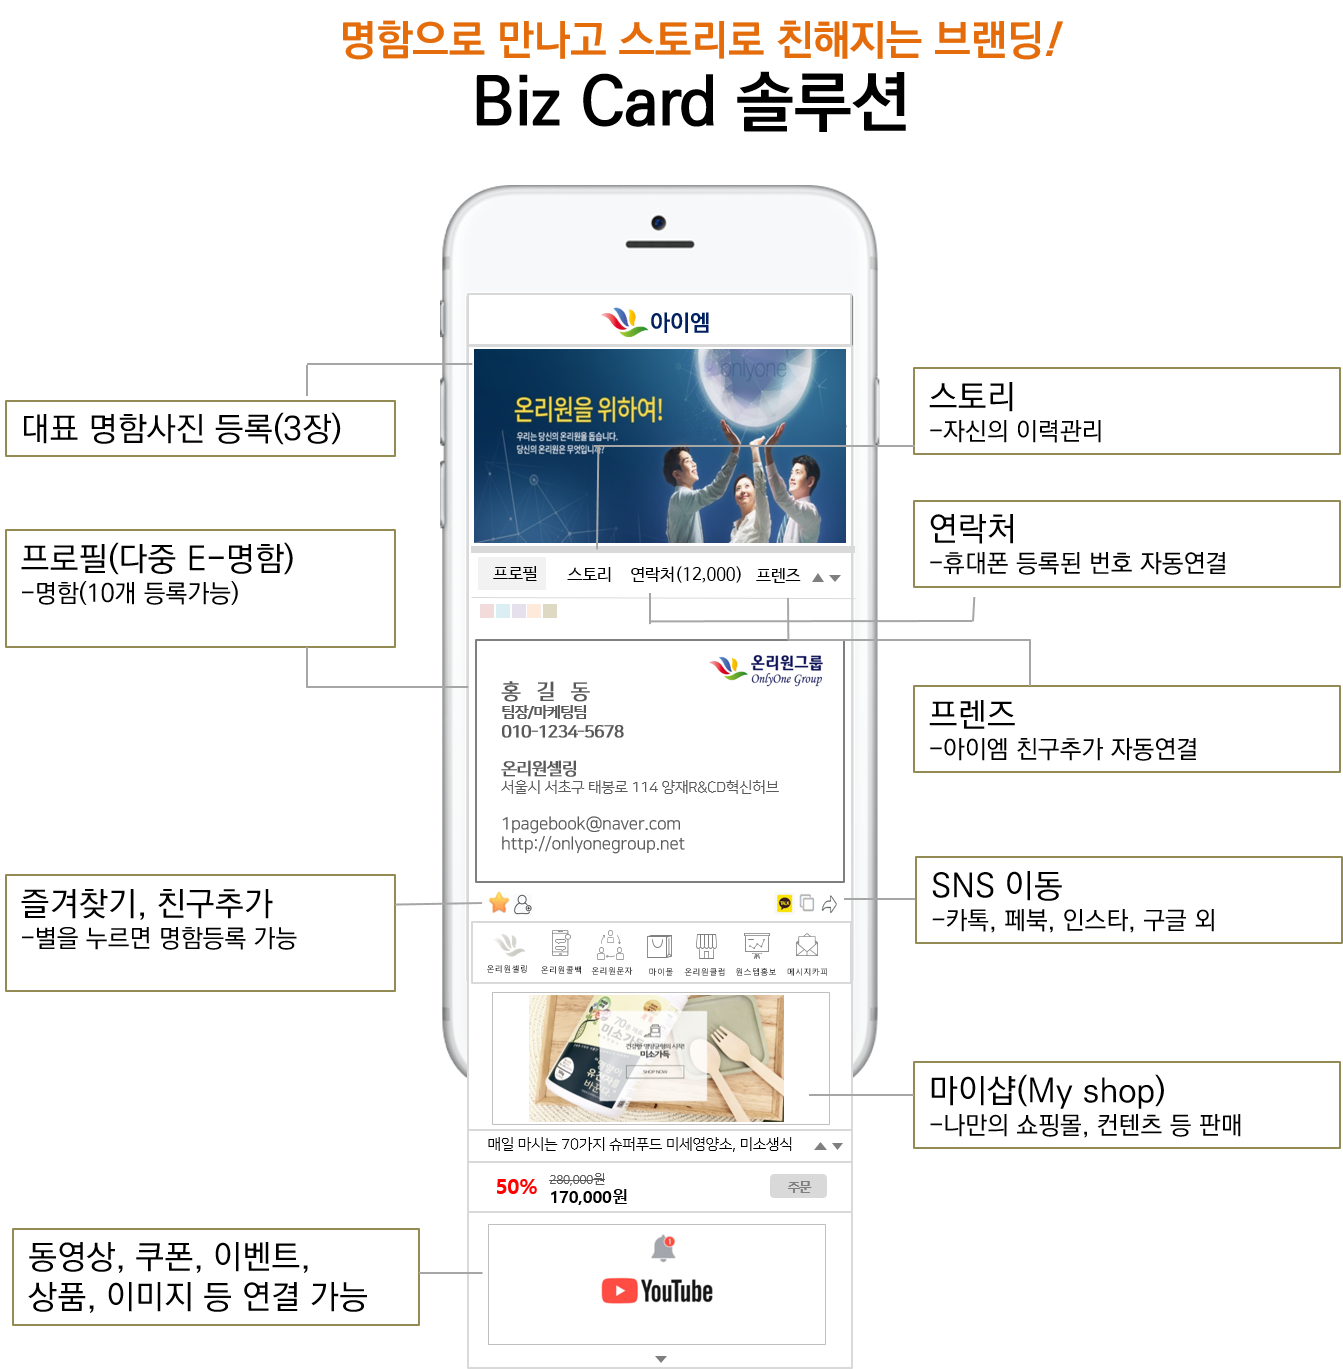 명함으로 만나고 스토리로 친해지는 브랜딩!
Biz Card 솔루션
아이엠
onlyone
온리원을 위하여!
우리는 당신의 온리원을 돕습니다.
당신의 온리원은 무엇입니까?
대표 명함사진 등록(3장)
스토리
-자신의 이력관리
프로필(다중 E-명함)
-명함(10개 등록가능)
연락처
-휴대폰 등록된 번호 자동연결
프로필 스토리 연락처(12,000) 프렌즈
온리원그룹
OnlyOne Group
홍 길 동
팀장/마케팅팀
010-1234-5678
온리원셀링
서울시 서초구 태봉로 114 양재R&CD혁신허브
1pagebook@naver.com
http://onlyonegroup.net
프렌즈
-아이엠 친구추가 자동연결
즐겨찾기, 친구추가
-별을 누르면 명함등록 가능
TALK
SNS 이동
-카톡, 페북, 인스타, 구글 외
온리원셀링 온리원콜백 온리원문자 마이몰 온리원클럽 원스텝홍보 메시지카피
건강한 영양균형의 시작!
미소가득
SHOP NOW
마이샵(My shop)
-나만의 쇼핑몰, 컨텐츠 등 판매
매일 마시는 70가지 슈퍼푸드 미세영양소, 미소생식
50% 280,000원
170,000원
주문
동영상, 쿠폰, 이벤트,
상품, 이미지 등 연결 가능
YouTube